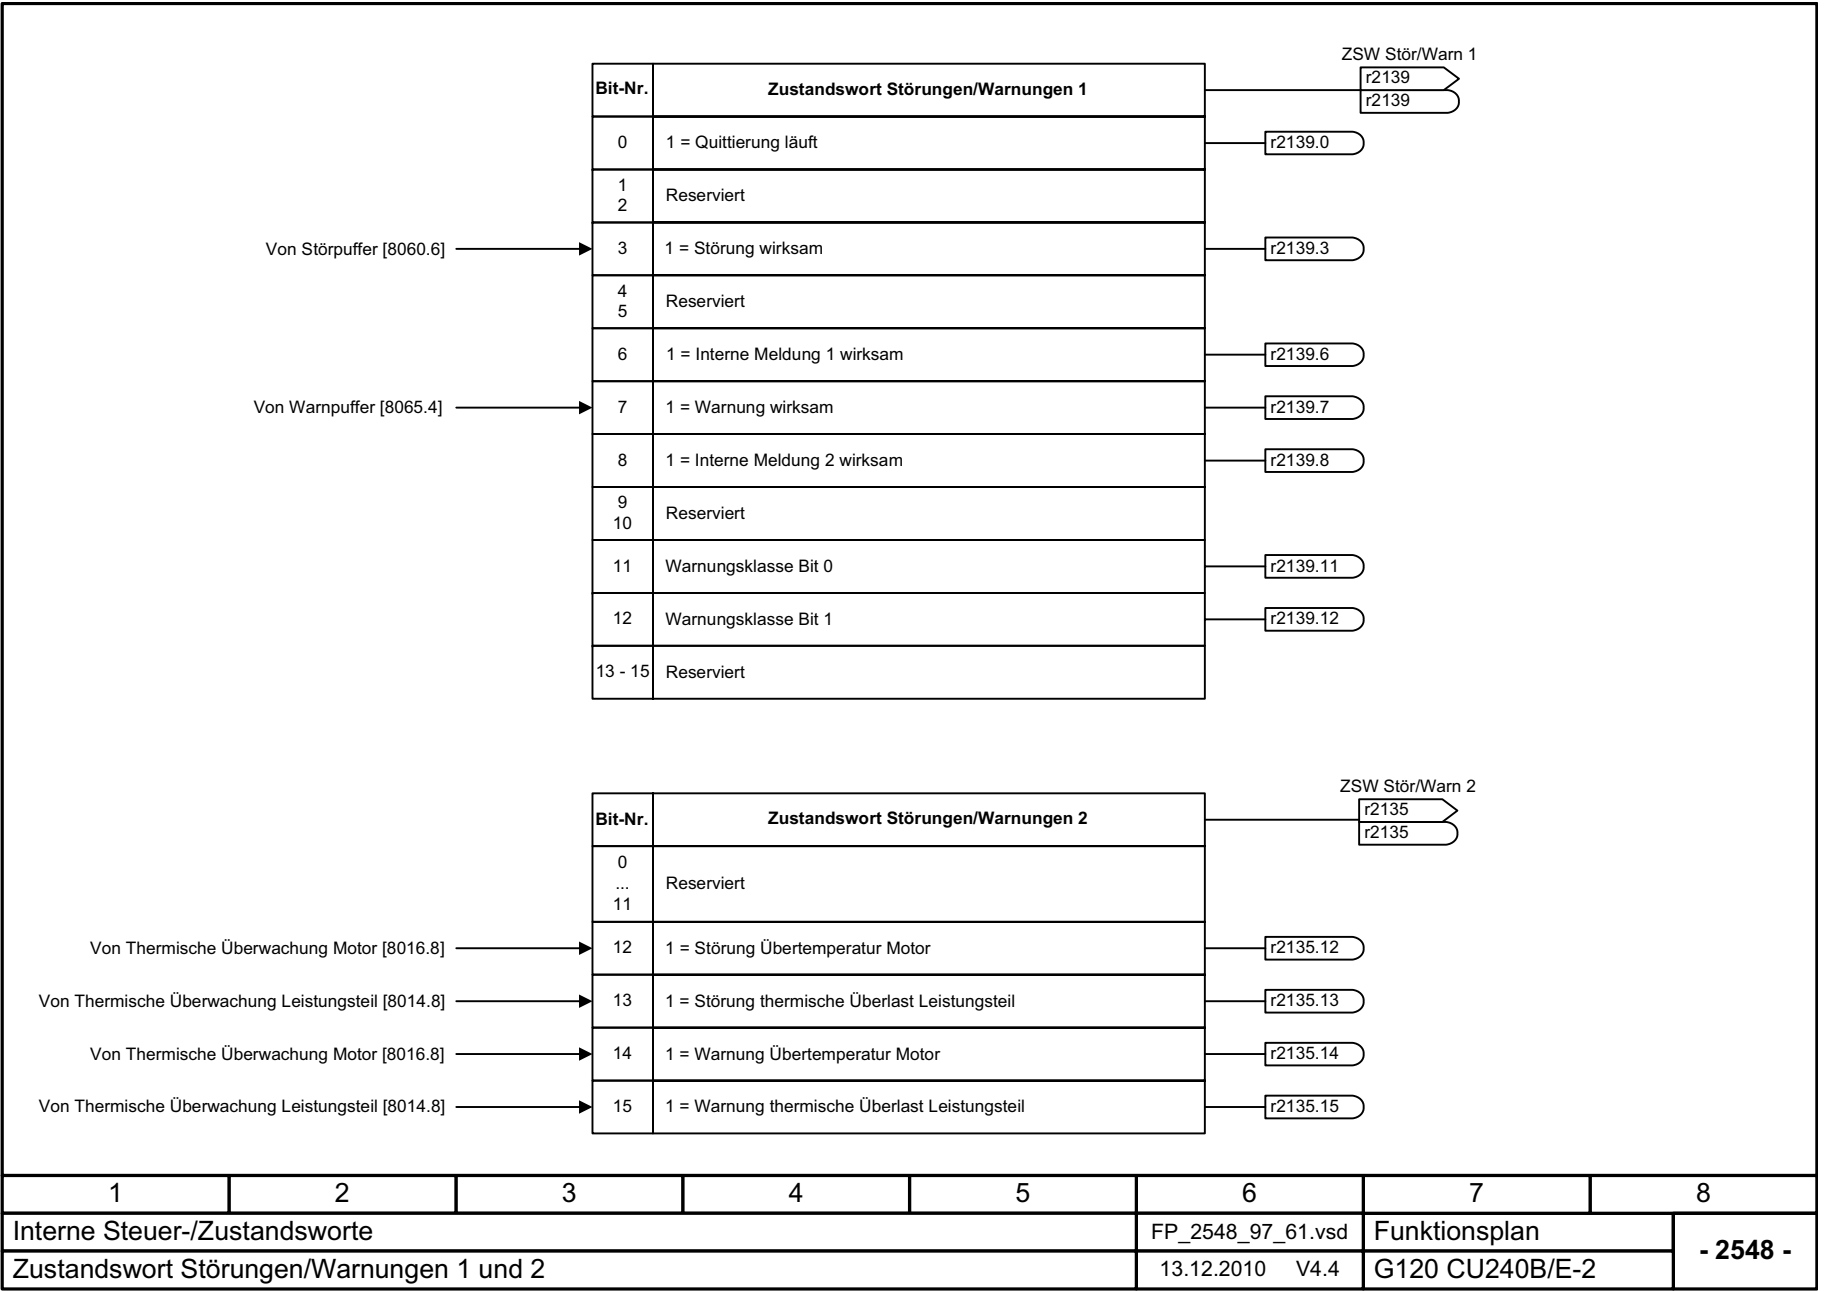 ZSW Stör/Warn 1
Bit-Nr. Zustandswort Störungen/Warnungen 1 r2139
r2139
0 1 = Quittierung läuft r2139.0
1
2 Reserviert
Von Störpuffer [8060.6] 3 1 = Störung wirksam r2139.3
4
5 Reserviert
6 1 = Interne Meldung 1 wirksam r2139.6
Von Warnpuffer [8065.4] 7 1 = Warnung wirksam r2139.7
8 1 = Interne Meldung 2 wirksam r2139.8
9
10 Reserviert
11 Warnungsklasse Bit 0 r2139.11
12 Warnungsklasse Bit 1 r2139.12
13 - 15 Reserviert
ZSW Stör/Warn 2
Bit-Nr. Zustandswort Störungen/Warnungen 2 r2135
r2135
0
... Reserviert
11
Von Thermische Überwachung Motor [8016.8] 12 1 = Störung Übertemperatur Motor r2135.12
Von Thermische Überwachung Leistungsteil [8014.8] 13 1 = Störung thermische Überlast Leistungsteil r2135.13
Von Thermische Überwachung Motor [8016.8] 14 1 = Warnung Übertemperatur Motor r2135.14
Von Thermische Überwachung Leistungsteil [8014.8] 15 1 = Warnung thermische Überlast Leistungsteil r2135.15
1 2 3 4 5 6 7 8
Interne Steuer-/Zustandsworte FP_2548_97_61.vsd Funktionsplan
- 2548 -
Zustandswort Störungen/Warnungen 1 und 2 13.12.2010 V4.4 G120 CU240B/E-2